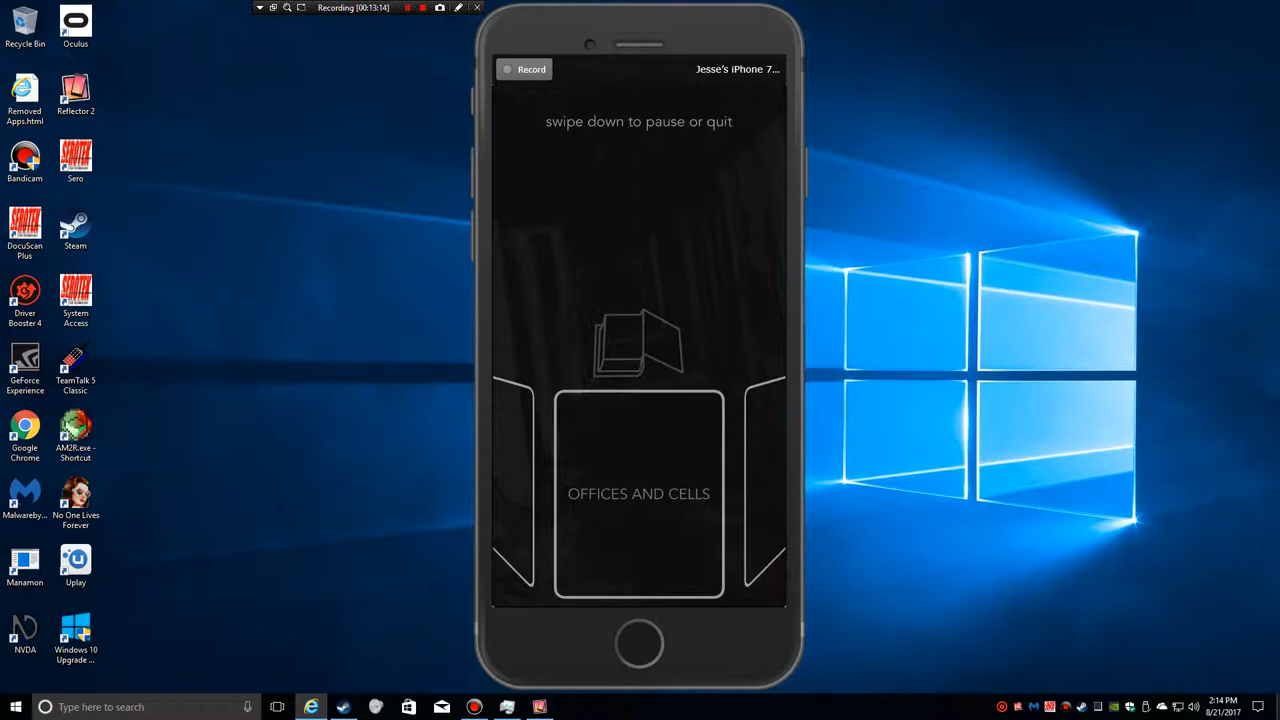 Recording [00:13:14]
Recycle Bin
Oculus
Removed
Apps.html
Reflector 2
Bandicam
SEROTEK
Sero
SEROTEK
DocuScan
Plus
Steam
Driver
Booster 4
SEROTEK
System
Access
GeForce
Experience
TeamTalk 5
Classic
Google
Chrome
AM2R.exe -
Shortcut
Malwareby...
No One Lives
Forever
Manamon
Uplay
NVDA
Windows 10
Upgrade ...
Record
Jesse's iPhone 7...
swipe down to pause or quit
OFFICES AND CELLS
Type here to search
2:14 PM
8/21/2017